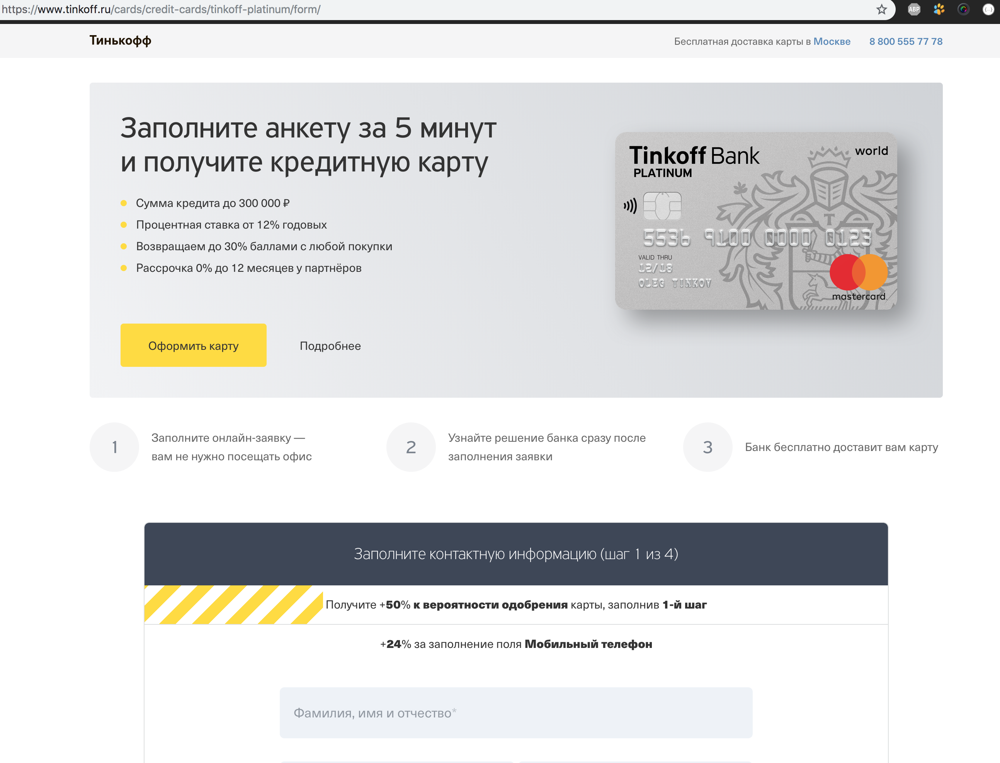 https://www.tinkoff.ru/cards/credit-cards/tinkoff-platinum/form/
ABP
{...}
Тинькофф
Бесплатная доставка карты в Москве
8 800 555 77 78
Заполните анкету за 5 минут
и получите кредитную карту
Сумма кредита до 300 000 ₽
Процентная ставка от 12% годовых
Возвращаем до 30% баллами с любой покупки
Рассрочка 0% до 12 месяцев у партнёров
Оформить карту
Подробнее
Tinkoff Bank
PLATINUM
world
T
5536 9100 0000 0123
VALID THRU
12/18
OLEG TINKOV
mastercard.
1
Заполните онлайн-заявку —
вам не нужно посещать офис
2
Узнайте решение банка сразу после
заполнения заявки
3
Банк бесплатно доставит вам карту
Заполните контактную информацию (шаг 1 из 4)
Получите +50% к вероятности одобрения карты, заполнив 1-й шаг
+24% за заполнение поля Мобильный телефон
Фамилия, имя и отчество*